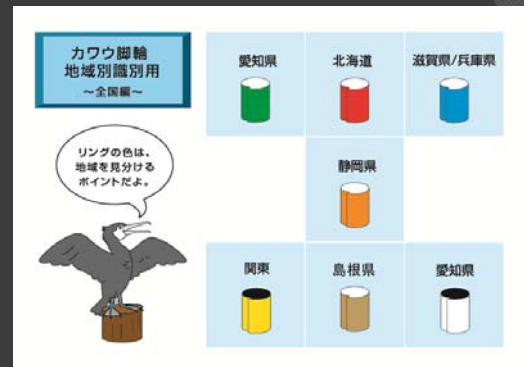 カワウ脚輪
地域別識別用
～全国編～
リングの色は、
地域を見分ける
ポイントだよ。
愛知県
北海道
滋賀県/兵庫県
静岡県
関東
島根県
愛知県